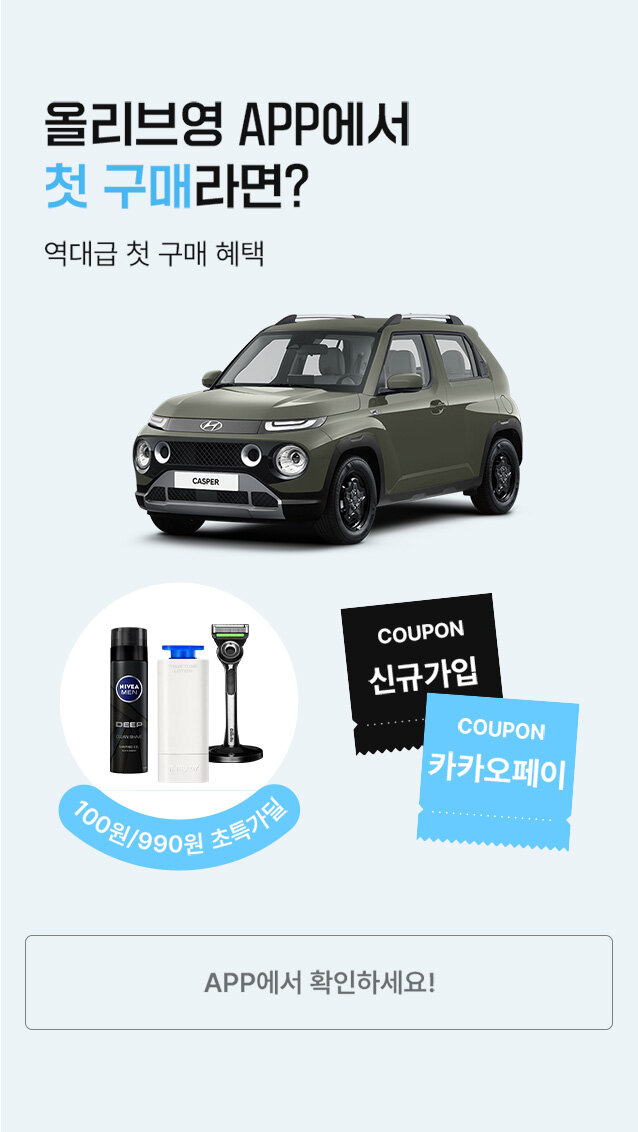 올리브영 APP에서
첫 구매라면?
역대급 첫 구매 혜택
CASPER
NIVEA
MEN
DEEP
COUPON
신규가입
COUPON
카카오페이
100원/990원 초특가딜
APP에서 확인하세요!